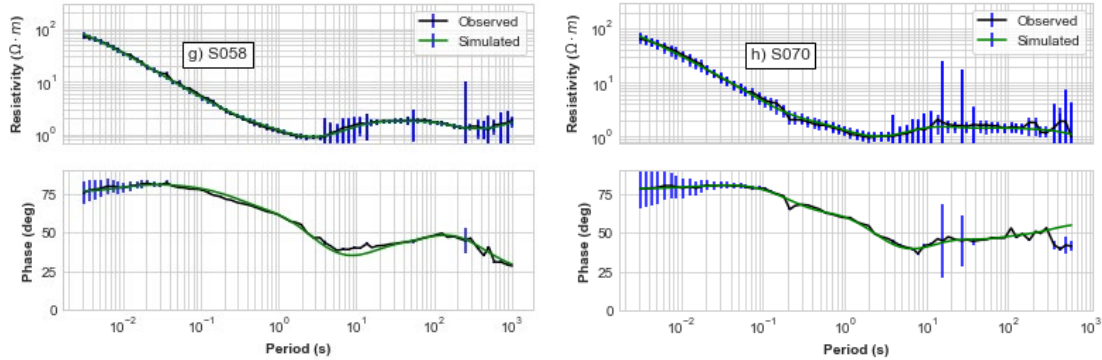 g) S058
Observed
Simulated
Resistivity (Ω · m)
10²
10¹
10⁰
Phase (deg)
75
50
25
0
10⁻² 10⁻¹ 10⁰ 10¹ 10² 10³
Period (s)
h) S070
Observed
Simulated
Resistivity (Ω · m)
10²
10¹
10⁰
Phase (deg)
75
50
25
0
10⁻² 10⁻¹ 10⁰ 10¹ 10² 10³
Period (s)